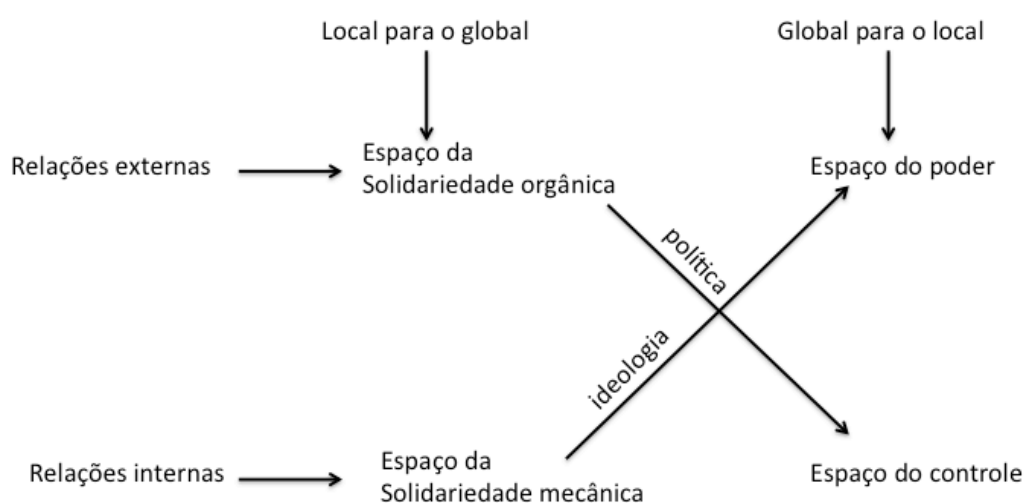 Local para o global
Global para o local
Relações externas
Espaço da
Solidariedade orgânica
Espaço do poder
política
ideologia
Relações internas
Espaço da
Solidariedade mecânica
Espaço do controle